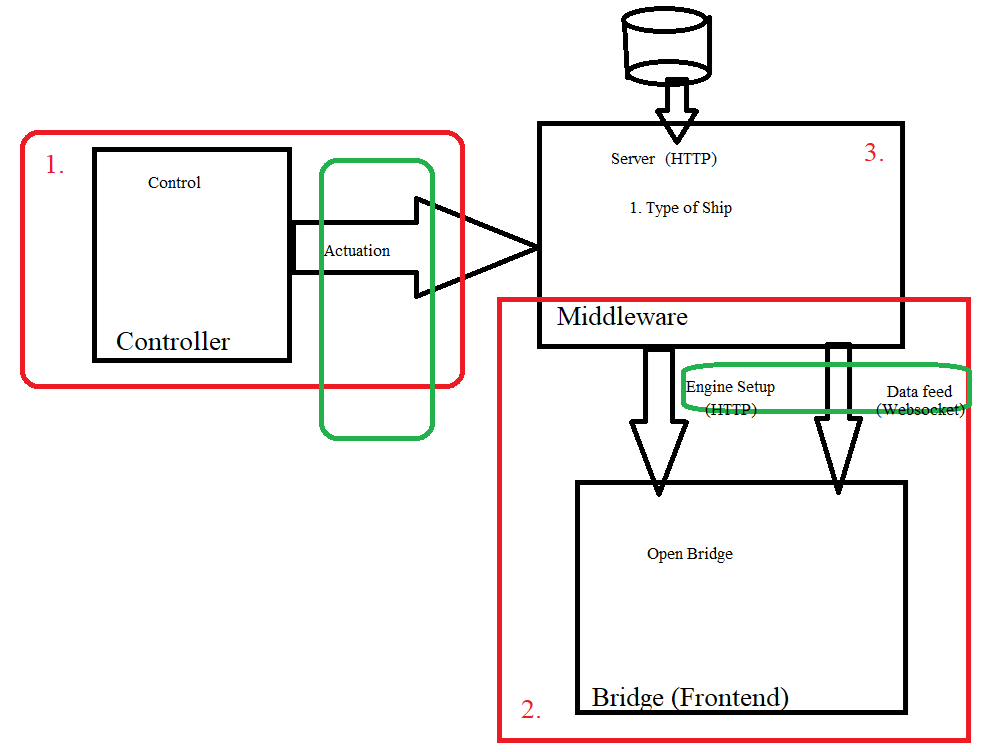 1.
Control
Actuation
Controller
3.
Server (HTTP)
1. Type of Ship
Middleware
Engine Setup
(HTTP)
Data feed
(Websocket)
Open Bridge
Bridge (Frontend)
2.